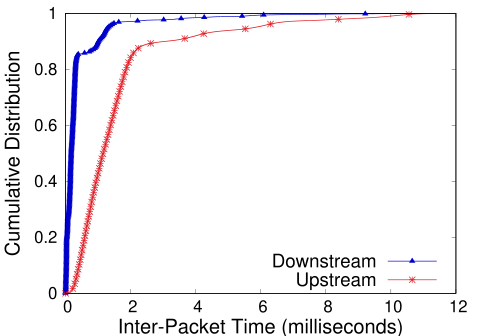 1
0.8
0.6
0.4
0.2
0
0 2 4 6 8 10 12
Cumulative Distribution
Inter-Packet Time (milliseconds)
Downstream
Upstream